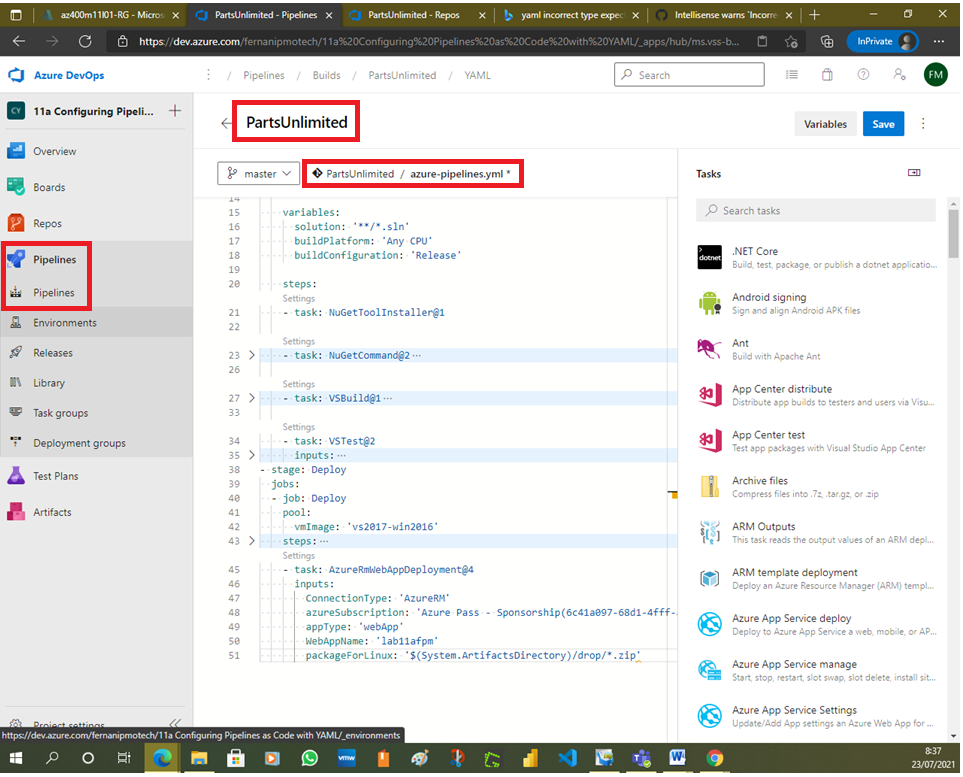 az400m11l01-RG - Micros
PartsUnlimited - Pipelines
PartsUnlimited - Repos
yaml incorrect type expec
Intellisense warns 'Incorre
https://dev.azure.com/fernanipmotech/11a%20Configuring%20Pipelines%20as%20Code%20with%20YAML/_apps/hub/ms.vss-b...
InPrivate
Azure DevOps
/ Pipelines / Builds / PartsUnlimited / YAML
Search
FM
CY 11a Configuring Pipeli...
PartsUnlimited
Variables
Save
Overview
Boards
Repos
Pipelines
Pipelines
Environments
Releases
Library
Task groups
Deployment groups
Test Plans
Artifacts
Project settings
master
PartsUnlimited / azure-pipelines.yml *
14
15 variables:
16 solution: '**/*.sln'
17 buildPlatform: 'Any CPU'
18 buildConfiguration: 'Release'
19
20 steps:
Settings
21 - task: NuGetToolInstaller@1
22
Settings
23 - task: NuGetCommand@2 ...
26
Settings
27 - task: VSBuild@1 ...
33
Settings
34 - task: VSTest@2
35 inputs: ...
38 - stage: Deploy
39 jobs:
40 - job: Deploy
41 pool:
42 vmImage: 'vs2017-win2016'
43 steps: ...
Settings
45 - task: AzureRmWebAppDeployment@4
46 inputs:
47 ConnectionType: 'AzureRM'
48 azureSubscription: 'Azure Pass - Sponsorship(6c41a097-68d1-4fff-
49 appType: 'webApp'
50 WebAppName: 'lab11afpm'
51 packageForLinux: '$(System.ArtifactsDirectory)/drop/*.zip'
Tasks
Search tasks
dotnet
.NET Core
Build, test, package, or publish a dotnet applicatio...
Android signing
Sign and align Android APK files
Ant
Build with Apache Ant
App Center distribute
Distribute app builds to testers and users via Visu...
App Center test
Test app packages with Visual Studio App Center
Archive files
Compress files into .7z, .tar.gz, or .zip
ARM Outputs
This task reads the output values of an ARM depl...
ARM template deployment
Deploy an Azure Resource Manager (ARM) templ...
Azure App Service deploy
Deploy to Azure App Service a web, mobile, or AP...
Azure App Service manage
Start, stop, restart, slot swap, slot delete, install sit...
Azure App Service Settings
Update/Add App settings an Azure Web App for ...
https://dev.azure.com/fernanipmotech/11a Configuring Pipelines as Code with YAML/_environments
vmw
8:37
23/07/2021